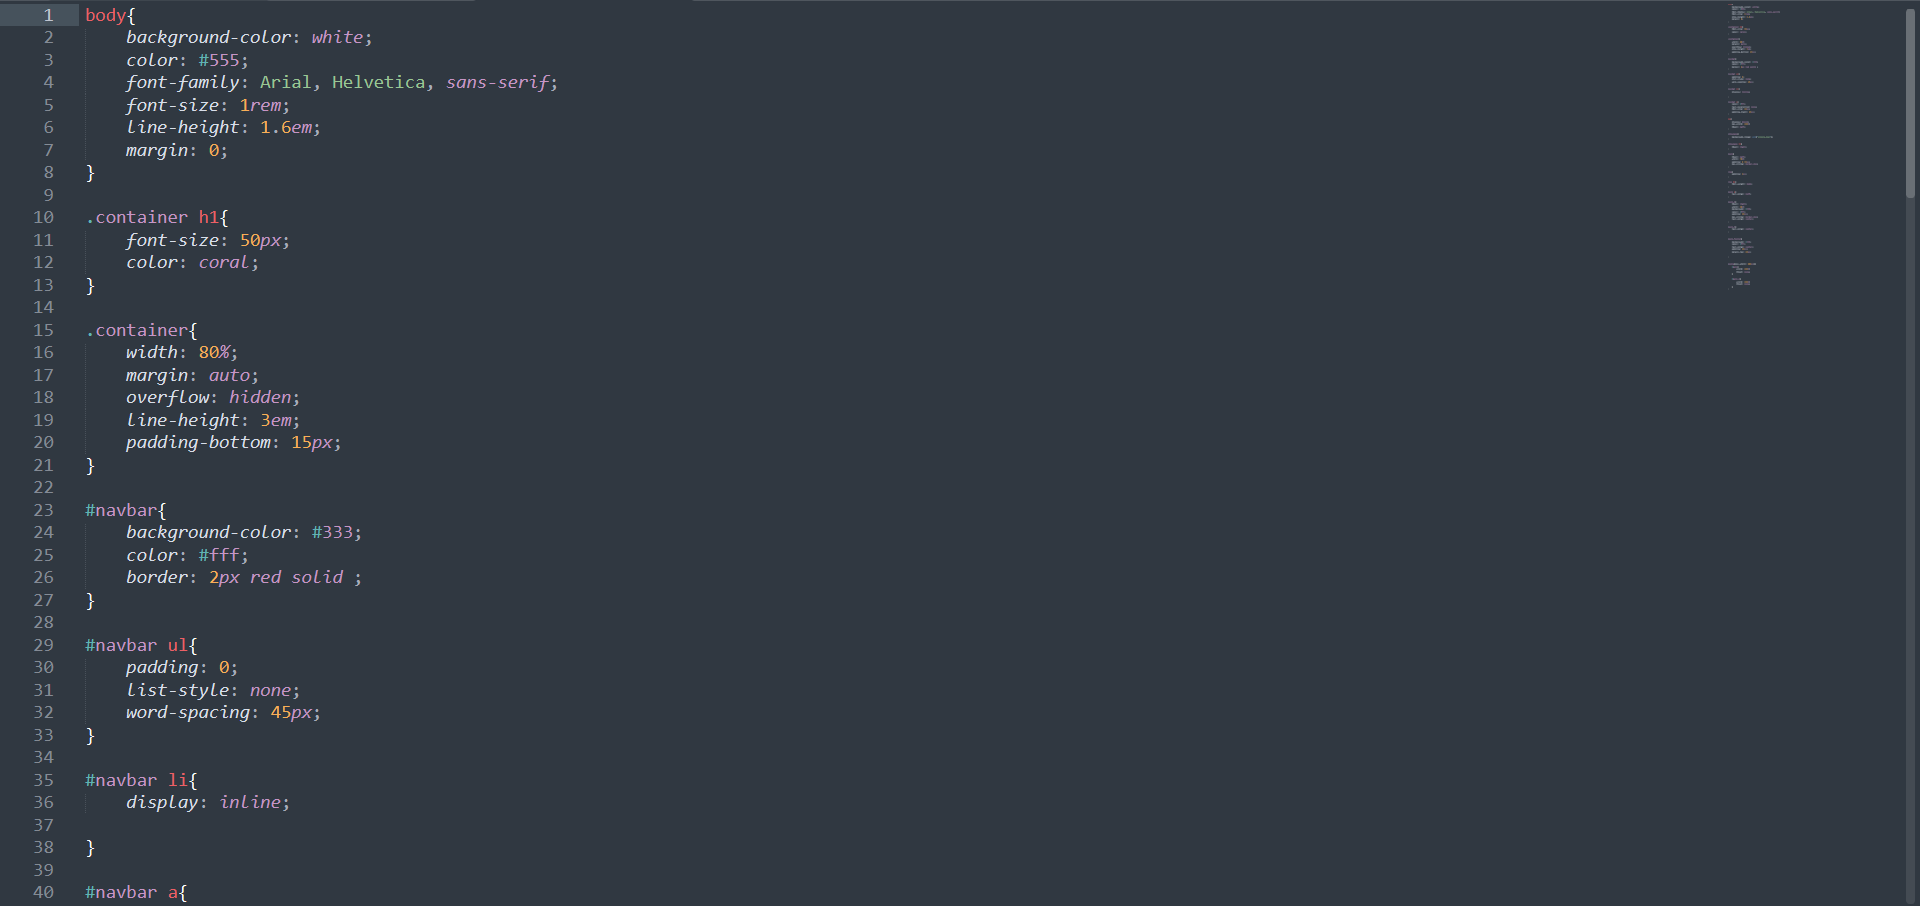 1 body{
2 background-color: white;
3 color: #555;
4 font-family: Arial, Helvetica, sans-serif;
5 font-size: 1rem;
6 line-height: 1.6em;
7 margin: 0;
8 }
9
10 .container h1{
11 font-size: 50px;
12 color: coral;
13 }
14
15 .container{
16 width: 80%;
17 margin: auto;
18 overflow: hidden;
19 line-height: 3em;
20 padding-bottom: 15px;
21 }
22
23 #navbar{
24 background-color: #333;
25 color: #fff;
26 border: 2px red solid ;
27 }
28
29 #navbar ul{
30 padding: 0;
31 list-style: none;
32 word-spacing: 45px;
33 }
34
35 #navbar li{
36 display: inline;
37
38 }
39
40 #navbar a{